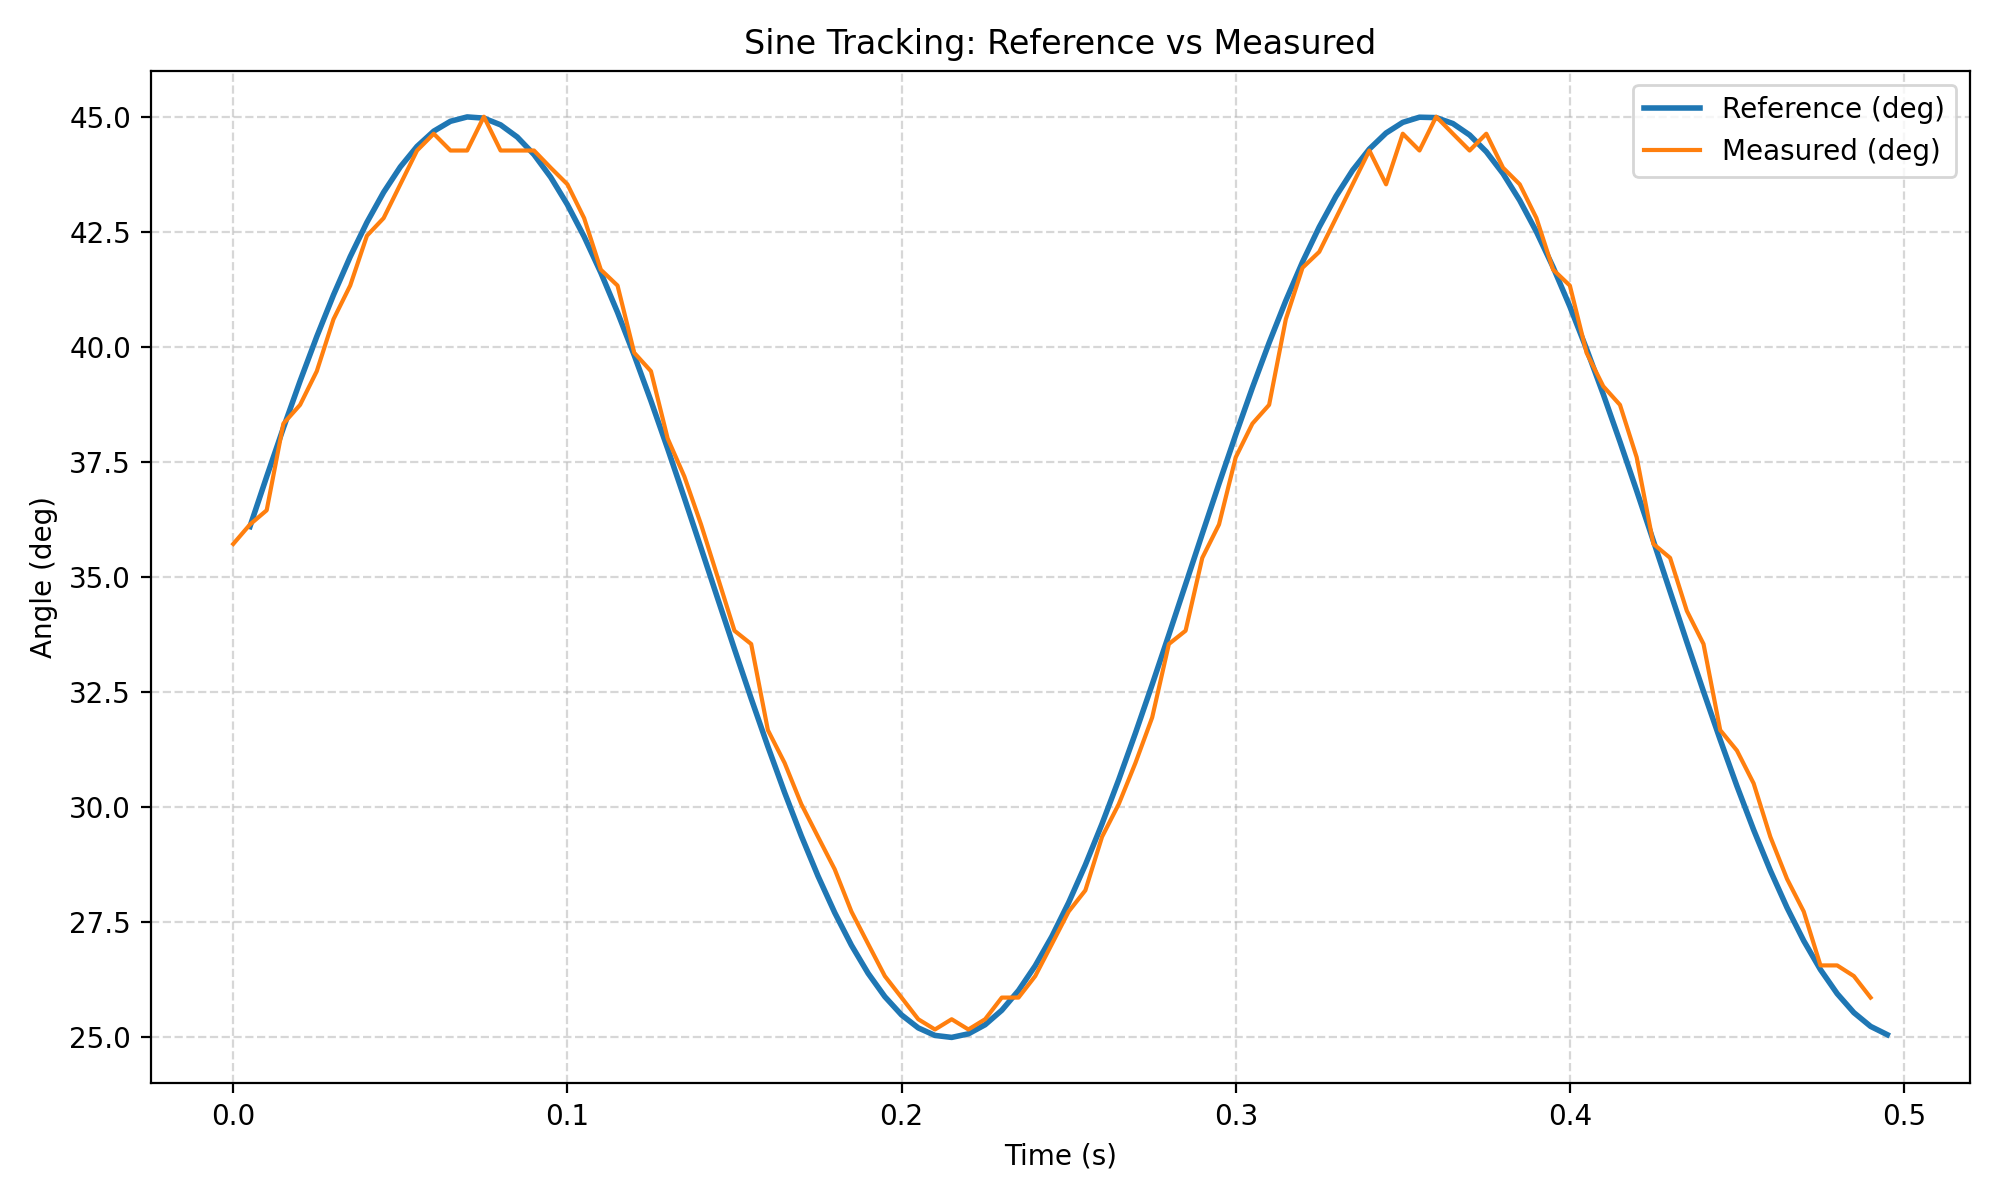 Sine Tracking: Reference vs Measured
Reference (deg)
Measured (deg)
45.0
42.5
40.0
37.5
35.0
32.5
30.0
27.5
25.0
Angle (deg)
0.0 0.1 0.2 0.3 0.4 0.5
Time (s)